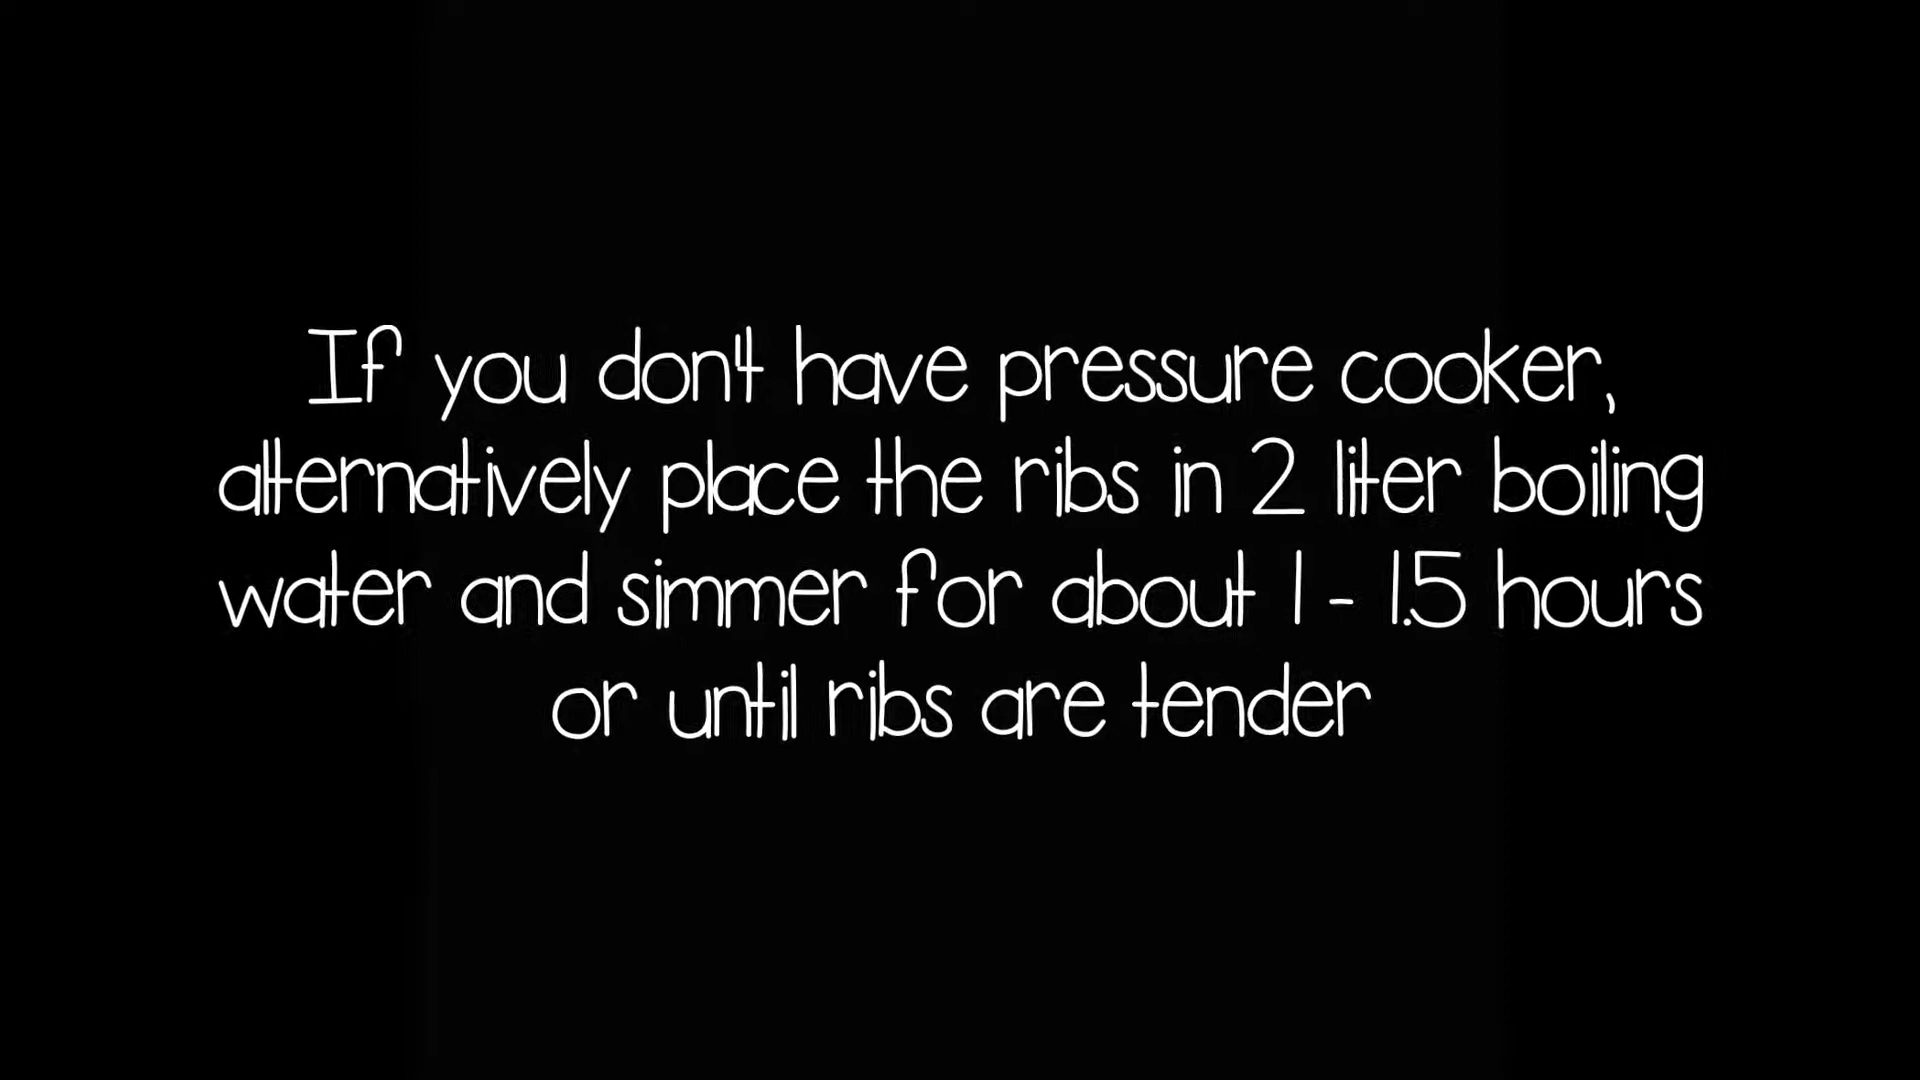 If you don't have pressure cooker,
alternatively place the ribs in 2 liter boiling
water and simmer for about 1 - 1.5 hours
or until ribs are tender